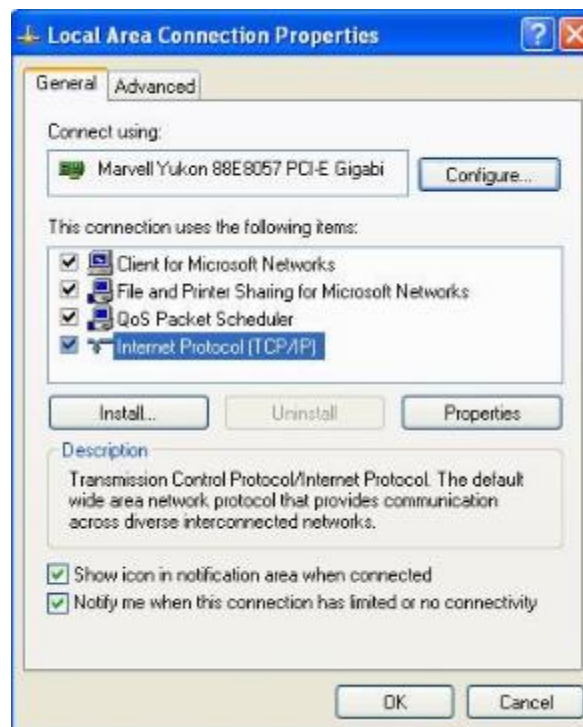 Local Area Connection Properties
General
Advanced
Connect using:
Marvell Yukon 88E8057 PCI-E Gigabi
Configure...
This connection uses the following items:
Client for Microsoft Networks
File and Printer Sharing for Microsoft Networks
QoS Packet Scheduler
Internet Protocol (TCP/IP)
Install...
Uninstall
Properties
Description
Transmission Control Protocol/Internet Protocol. The default
wide area network protocol that provides communication
across diverse interconnected networks.
Show icon in notification area when connected
Notify me when this connection has limited or no connectivity
OK
Cancel